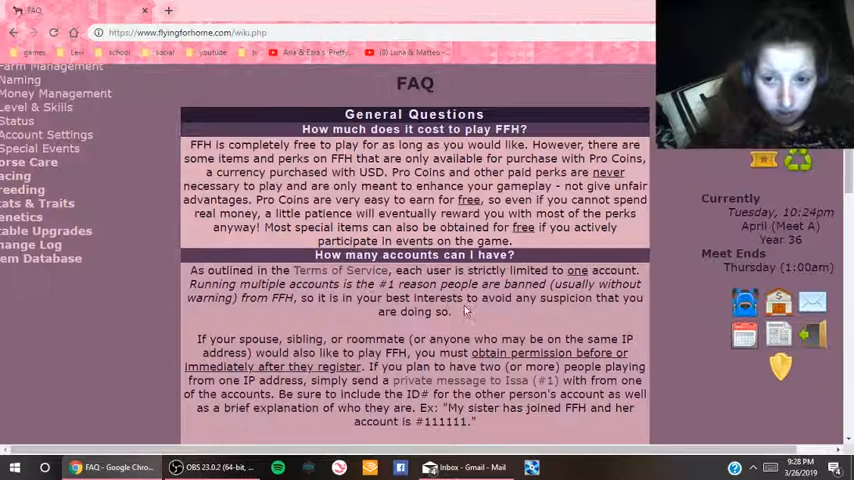 FAQ
https://www.flyingforhome.com/wiki.php
games
Levi
school
social
youtube
tv
Aria & Ezra's Pretty...
(Luna & Matteo -...
Farm Management
Naming
Money Management
Level & Skills
Status
Account Settings
Special Events
orse Care
acing
reeding
tats & Traits
enetics
table Upgrades
hange Log
em Database
FAQ
General Questions
How much does it cost to play FFH?
FFH is completely free to play for as long as you would like. However, there are
some items and perks on FFH that are only available for purchase with Pro Coins,
a currency purchased with USD. Pro Coins and other paid perks are never
necessary to play and are only meant to enhance your gameplay - not give unfair
advantages. Pro Coins are very easy to earn for free, so even if you cannot spend
real money, a little patience will eventually reward you with most of the perks
anyway! Most special items can also be obtained for free if you actively
participate in events on the game.
How many accounts can I have?
As outlined in the Terms of Service, each user is strictly limited to one account.
Running multiple accounts is the #1 reason people are banned (usually without
warning) from FFH, so it is in your best interests to avoid any suspicion that you
are doing so.
If your spouse, sibling, or roommate (or anyone who may be on the same IP
address) would also like to play FFH, you must obtain permission before or
immediately after they register. If you plan to have two (or more) people playing
from one IP address, simply send a private message to Issa (#1) with from one
of the accounts. Be sure to include the ID# for the other person's account as well
as a brief explanation of who they are. Ex: "My sister has joined FFH and her
account is #111111."
Currently
Tuesday, 10:24pm
April (Meet A)
Year 36
Meet Ends
Thursday (1:00am)
FAQ - Google Chro...
OBS 23.0.2 (64-bit, ...
Inbox - Gmail - Mail
9:28 PM
3/26/2019
4